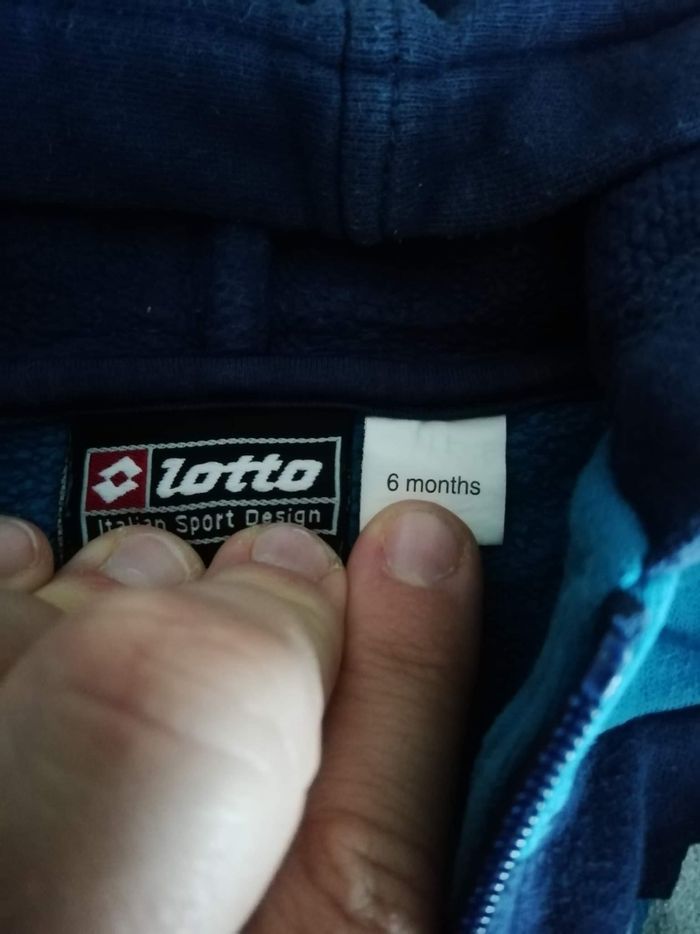 lotto
Italian Sport Design
6 months